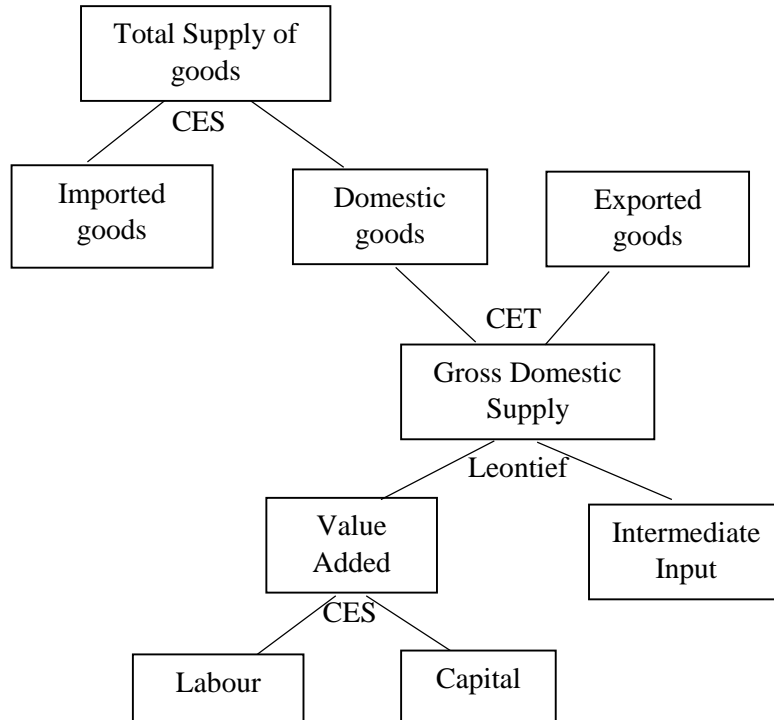 Total Supply of
goods
CES
Imported
goods
Domestic
goods
Exported
goods
CET
Gross Domestic
Supply
Leontief
Value
Added
Intermediate
Input
CES
Labour
Capital